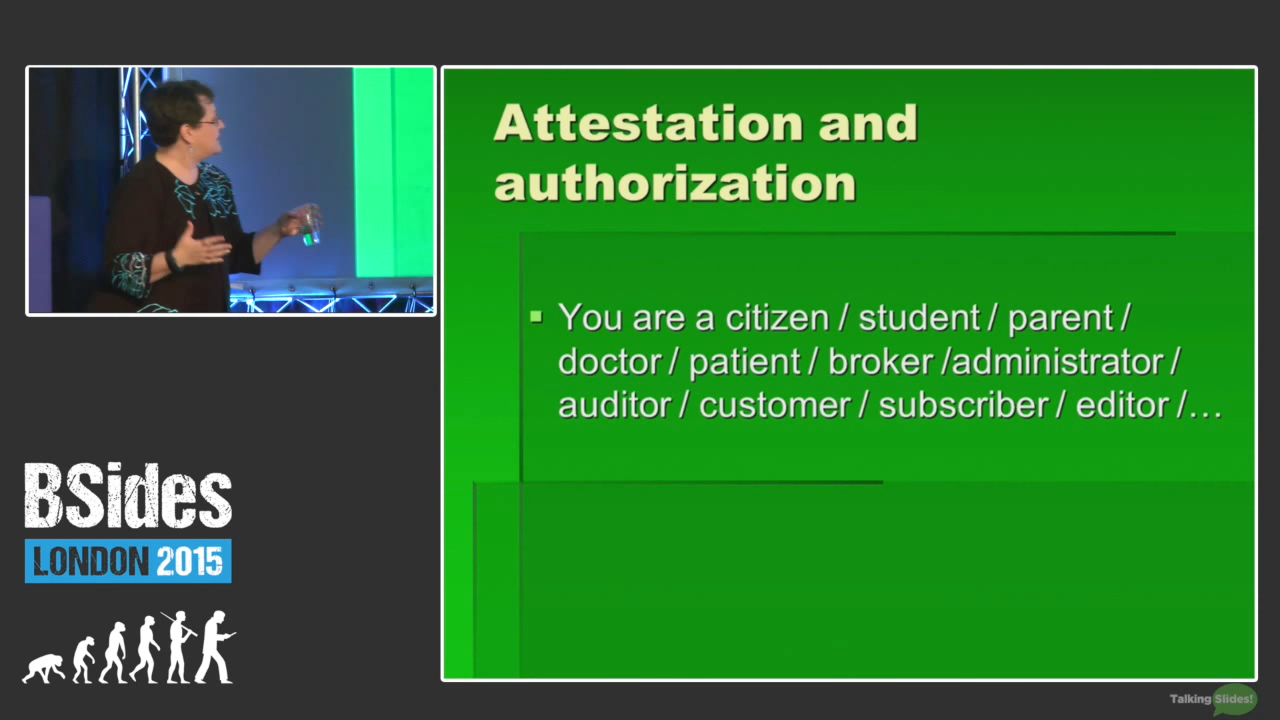 Attestation and
authorization
▪ You are a citizen / student / parent /
doctor / patient / broker /administrator /
auditor / customer / subscriber / editor /…
BSides
LONDON 2015
Talking Slides!